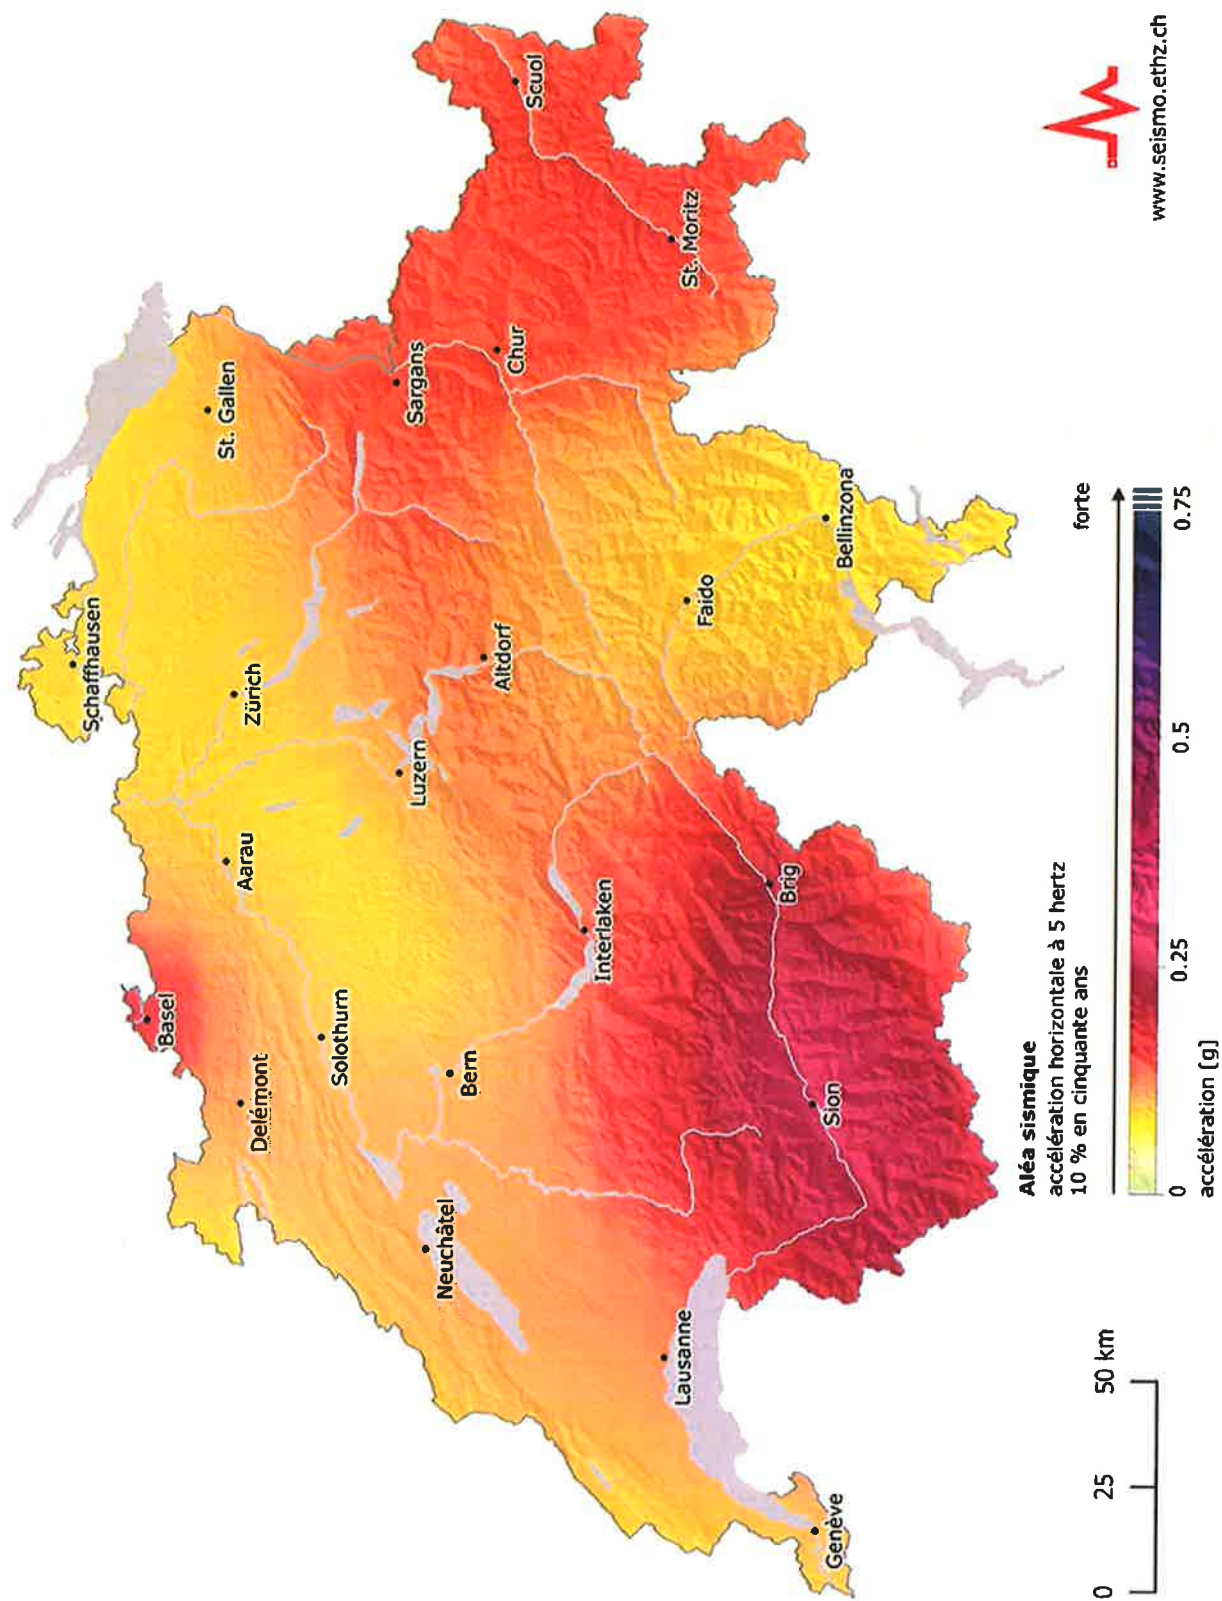 Schaffhausen
Basel
St. Gallen
Zürich
Aarau
Delémont
Solothurn
Sargans
Luzern
Neuchâtel
Bern
Altdorf
Chur
Scuol
Interlaken
St. Moritz
Faido
Lausanne
Brig
Sion
Bellinzona
Genève
0
25
50 km
Aléa sismique
accélération horizontale à 5 hertz
10 % en cinquante ans
forte
0
0.25
0.5
0.75
accélération [g]
www.seismo.ethz.ch